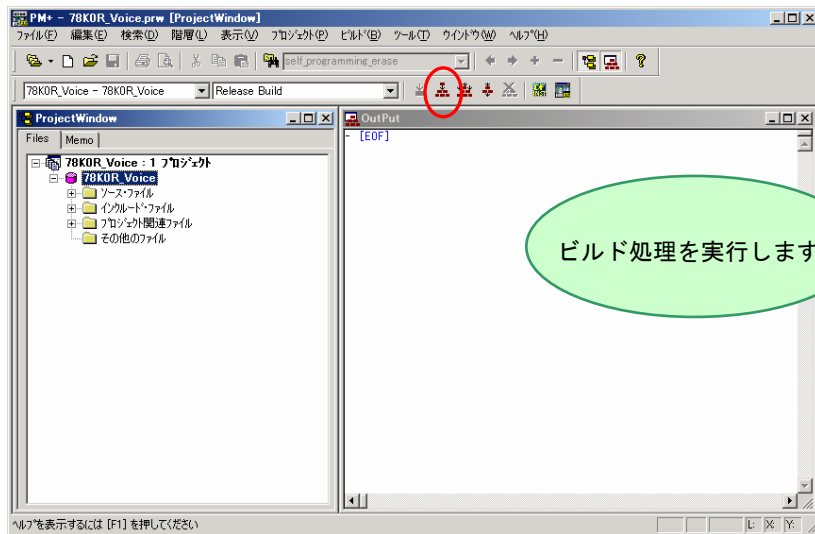 PM+ - 78K0R_Voice.prw [ProjectWindow]
ファイル(F) 編集(E) 検索(D) 階層(L) 表示(V) プロジェクト(P) ビルド(B) ツール(T) ウインドウ(W) ヘルプ(H)
self_programming_erase
78K0R_Voice - 78K0R_Voice Release Build
ProjectWindow
Files Memo
78K0R_Voice : 1 プロジェクト
78K0R_Voice
ソース・ファイル
インクルード・ファイル
プロジェクト関連ファイル
その他のファイル
OutPut
- [EOF]
ビルド処理を実行します
ヘルプを表示するには [F1] を押してください
L: X: Y: